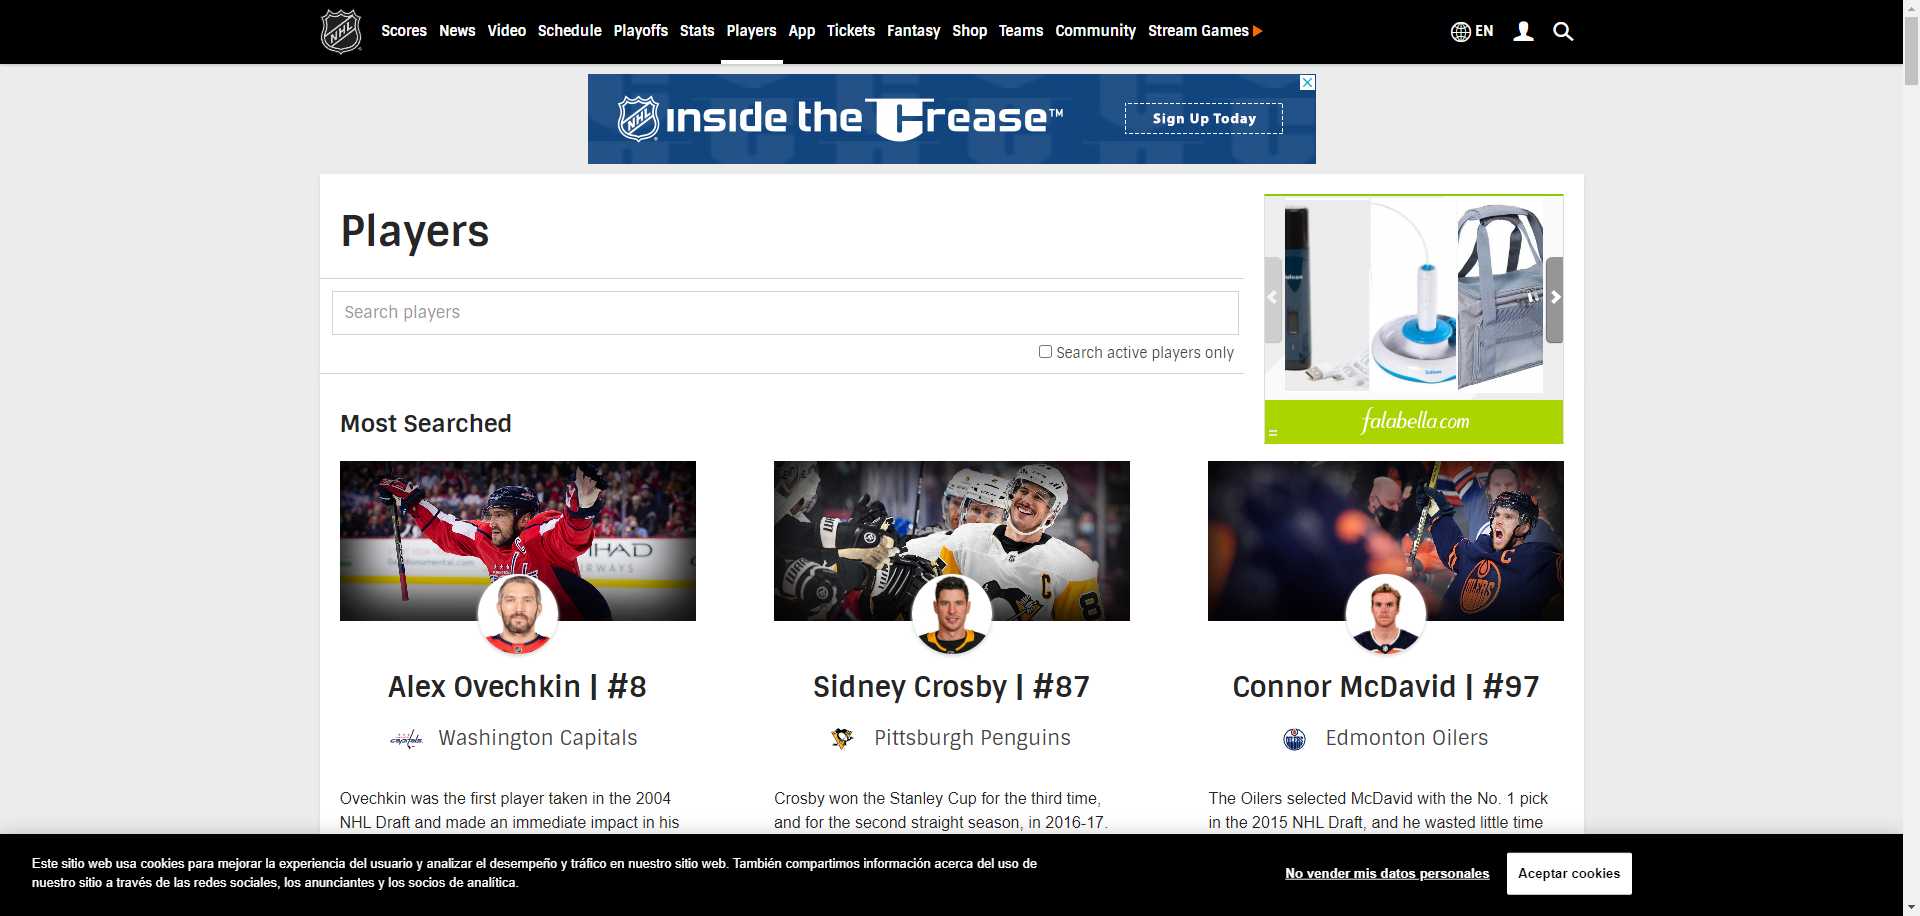 NHL
Scores News Video Schedule Playoffs Stats Players App Tickets Fantasy Shop Teams Community Stream Games
EN
NHL inside the Crease™
Sign Up Today
Players
Search players
Search active players only
falabella.com
Most Searched
Alex Ovechkin | #8
Sidney Crosby | #87
Connor McDavid | #97
capitals Washington Capitals
Pittsburgh Penguins
OILERS Edmonton Oilers
Ovechkin was the first player taken in the 2004
NHL Draft and made an immediate impact in his
Crosby won the Stanley Cup for the third time,
and for the second straight season, in 2016-17.
The Oilers selected McDavid with the No. 1 pick
in the 2015 NHL Draft, and he wasted little time
Este sitio web usa cookies para mejorar la experiencia del usuario y analizar el desempeño y tráfico en nuestro sitio web. También compartimos información acerca del uso de
nuestro sitio a través de las redes sociales, los anunciantes y los socios de analítica.
No vender mis datos personales
Aceptar cookies